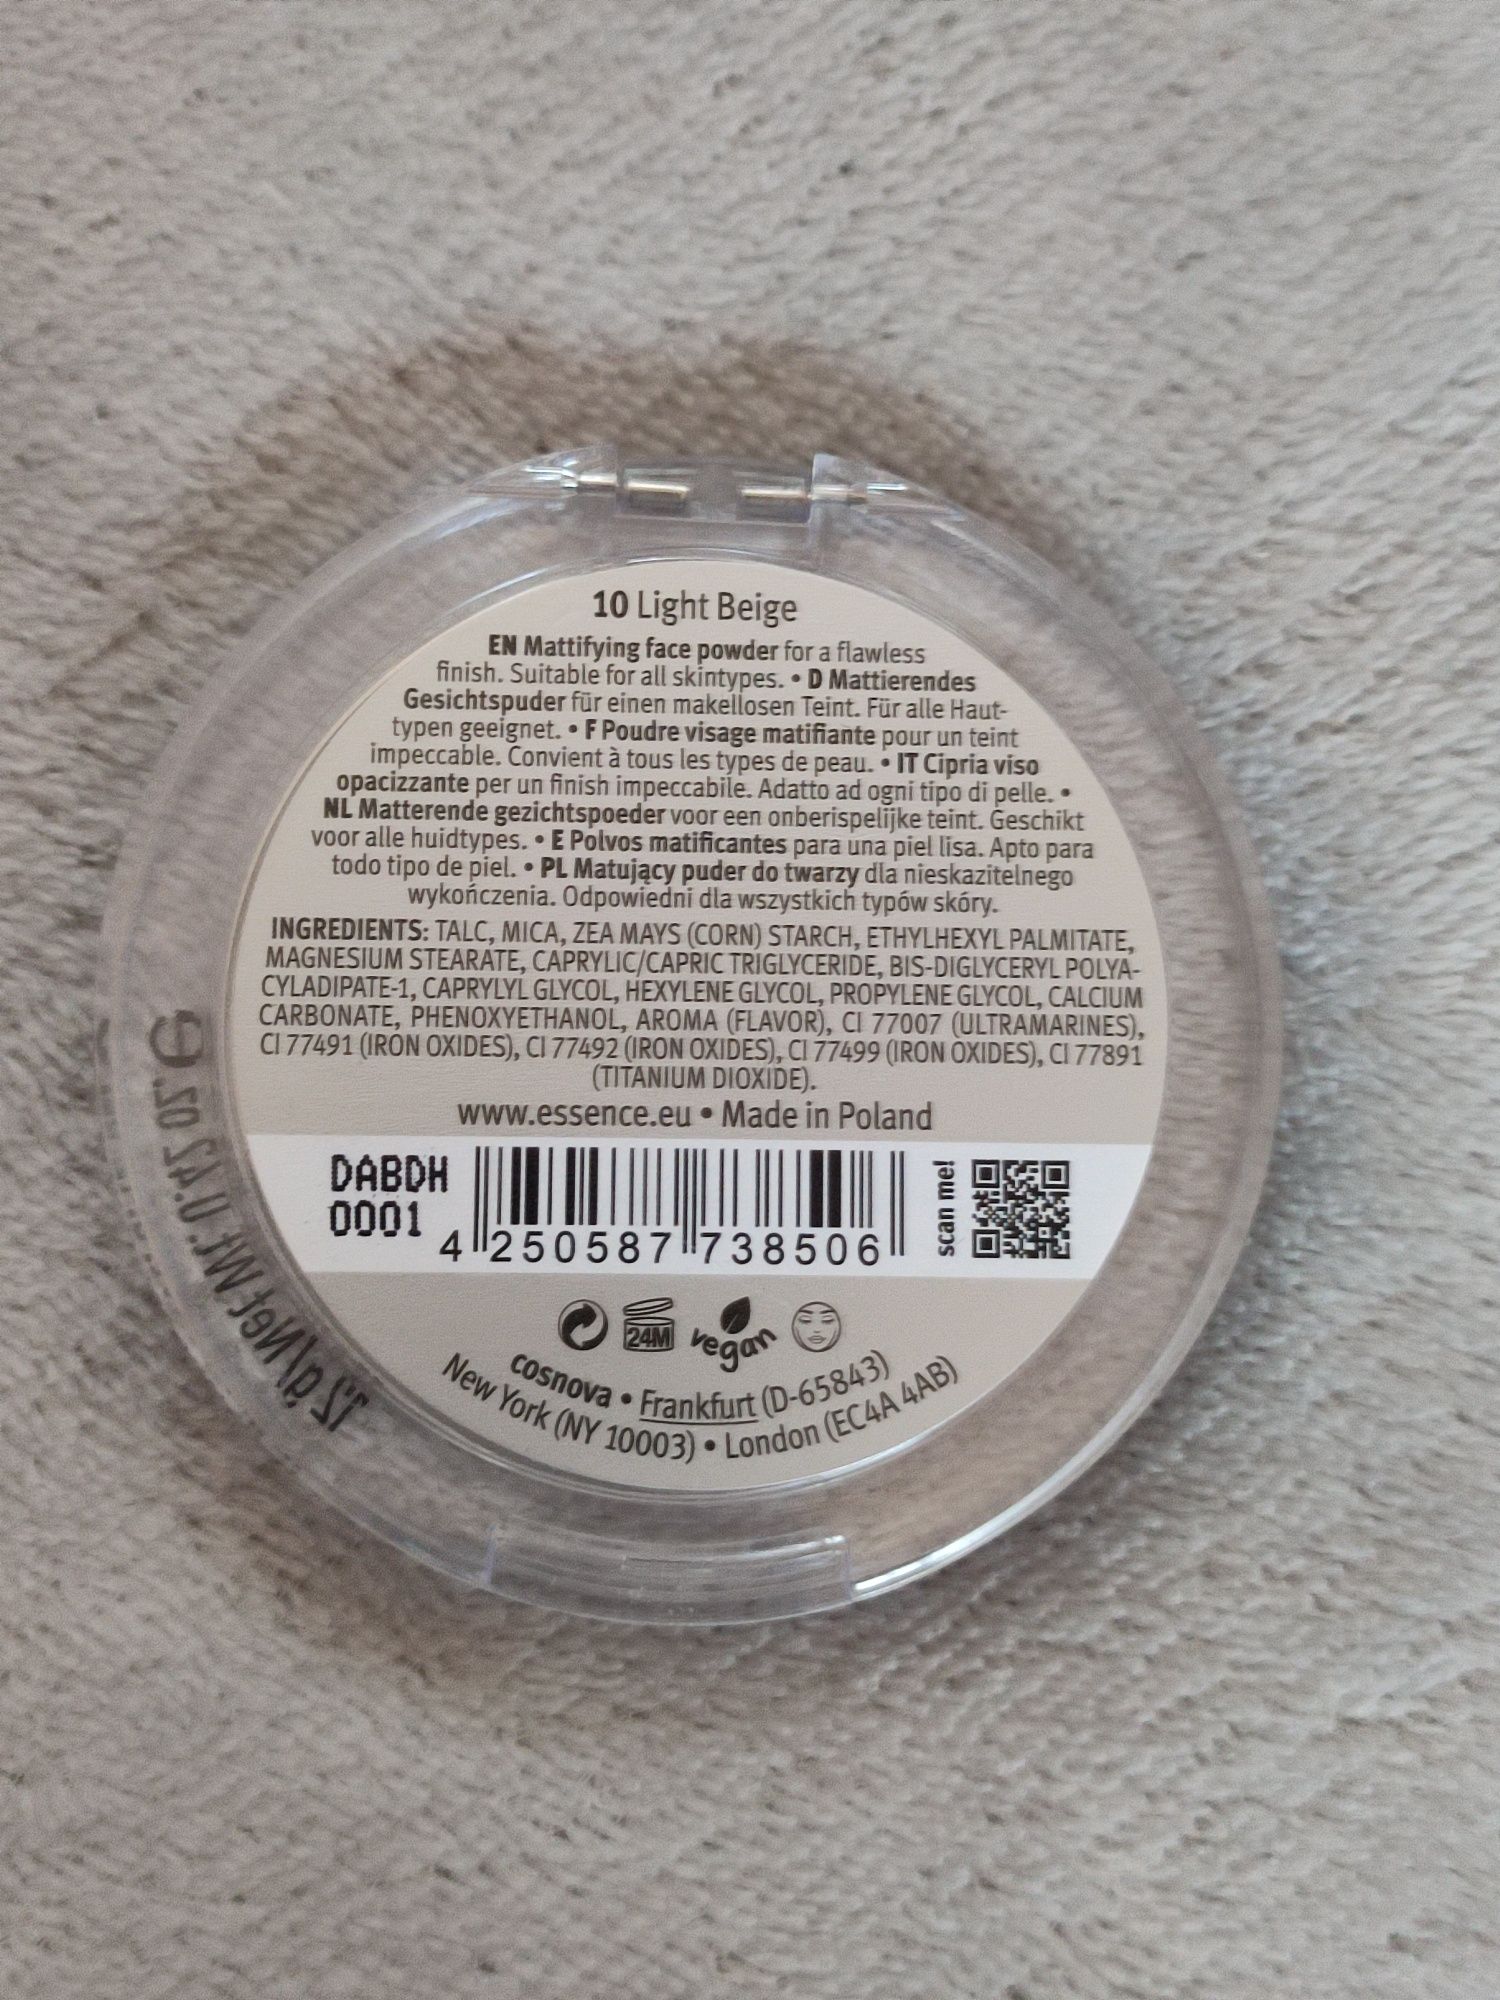 10 Light Beige
EN Mattifying face powder for a flawless
finish. Suitable for all skintypes. • D Mattierendes
Gesichtspuder für einen makellosen Teint. Für alle Haut-
typen geeignet. • F Poudre visage matifiante pour un teint
impeccable. Convient à tous les types de peau. • IT Cipria viso
opacizzante per un finish impeccabile. Adatto ad ogni tipo di pelle. •
NL Matterende gezichtspoeder voor een onberispelijke teint. Geschikt
voor alle huidtypes. • E Polvos matificantes para una piel lisa. Apto para
todo tipo de piel. • PL Matujący puder do twarzy dla nieskazitelnego
wykończenia. Odpowiedni dla wszystkich typów skóry.
INGREDIENTS: TALC, MICA, ZEA MAYS (CORN) STARCH, ETHYLHEXYL PALMITATE,
MAGNESIUM STEARATE, CAPRYLIC/CAPRIC TRIGLYCERIDE, BIS-DIGLYCERYL POLYA-
CYLADIPATE-1, CAPRYLYL GLYCOL, HEXYLENE GLYCOL, PROPYLENE GLYCOL, CALCIUM
CARBONATE, PHENOXYETHANOL, AROMA (FLAVOR), CI 77007 (ULTRAMARINES),
CI 77491 (IRON OXIDES), CI 77492 (IRON OXIDES), CI 77499 (IRON OXIDES), CI 77891
(TITANIUM DIOXIDE).
www.essence.eu • Made in Poland
DABDH
0001
4 250587 738506
scan me!
24M
vegan
cosnova • Frankfurt (D-65843)
New York (NY 10003) • London (EC4A 4AB)
12 g / Net Wt. 0.42 oz. e